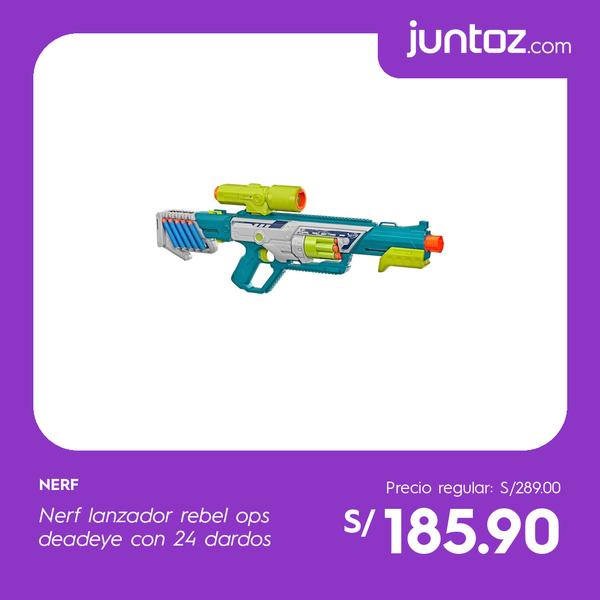 juntoz.com
NERF
Nerf lanzador rebel ops
deadeye con 24 dardos
Precio regular: S/289.00
S/185.90